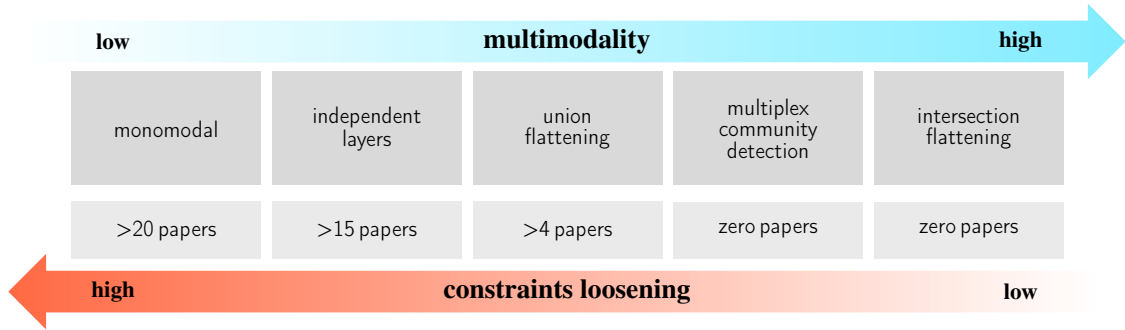 low multimodality high
monomodal
independent
layers
union
flattening
multiplex
community
detection
intersection
flattening
>20 papers
>15 papers
>4 papers
zero papers
zero papers
high constraints loosening low